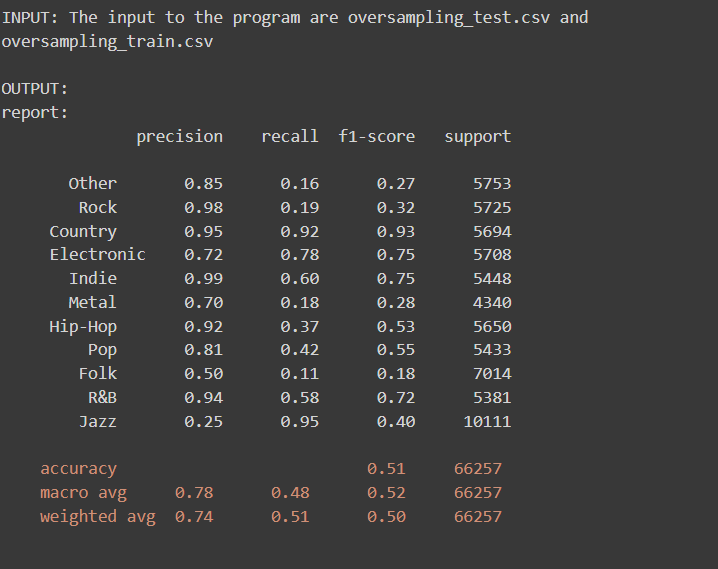 INPUT: The input to the program are oversampling_test.csv and
oversampling_train.csv
OUTPUT:
report:
precision recall f1-score support
Other 0.85 0.16 0.27 5753
Rock 0.98 0.19 0.32 5725
Country 0.95 0.92 0.93 5694
Electronic 0.72 0.78 0.75 5708
Indie 0.99 0.60 0.75 5448
Metal 0.70 0.18 0.28 4340
Hip-Hop 0.92 0.37 0.53 5650
Pop 0.81 0.42 0.55 5433
Folk 0.50 0.11 0.18 7014
R&B 0.94 0.58 0.72 5381
Jazz 0.25 0.95 0.40 10111
accuracy 0.51 66257
macro avg 0.78 0.48 0.52 66257
weighted avg 0.74 0.51 0.50 66257